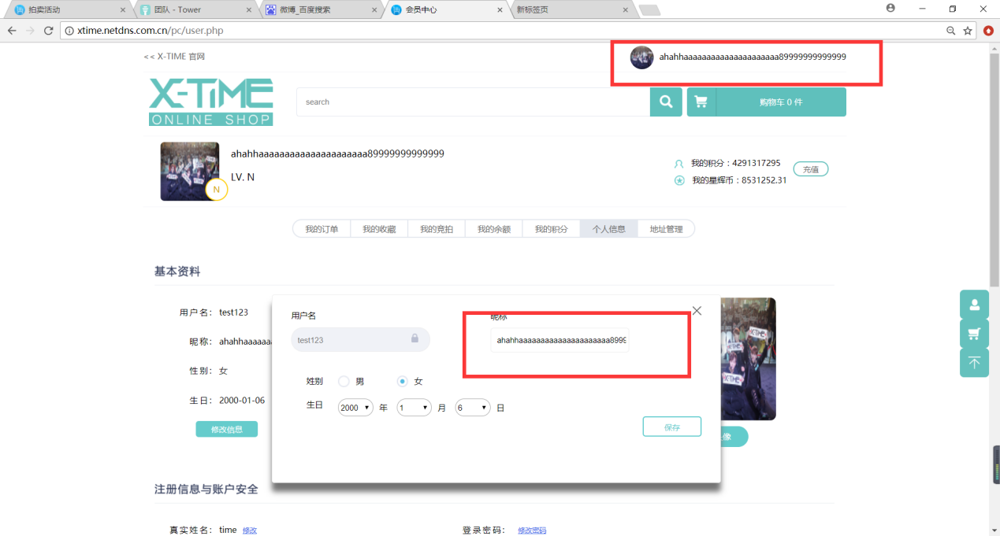 拍卖活动
团队 - Tower
微博_百度搜索
会员中心
新标签页
xtime.netdns.com.cn/pc/user.php
<< X-TIME 官网
ahahhaaaaaaaaaaaaaaaaaaaaa89999999999999
X-TIME
ONLINE SHOP
search
购物车 0 件
ahahhaaaaaaaaaaaaaaaaaaaaa89999999999999
LV. N
N
我的积分：4291317295
我的星辉币：8531252.31
充值
我的订单 我的收藏 我的竞拍 我的余额 我的积分 个人信息 地址管理
基本资料
用户名： test123
昵称： ahahhaaaaaa
性别： 女
生日： 2000-01-06
修改信息
用户名
test123
昵称
ahahhaaaaaaaaaaaaaaaaaaaaa8999
姓别 男 女
生日 2000 年 1 月 6 日
保存
像
注册信息与账户安全
真实姓名： time 修改
登录密码： 修改密码